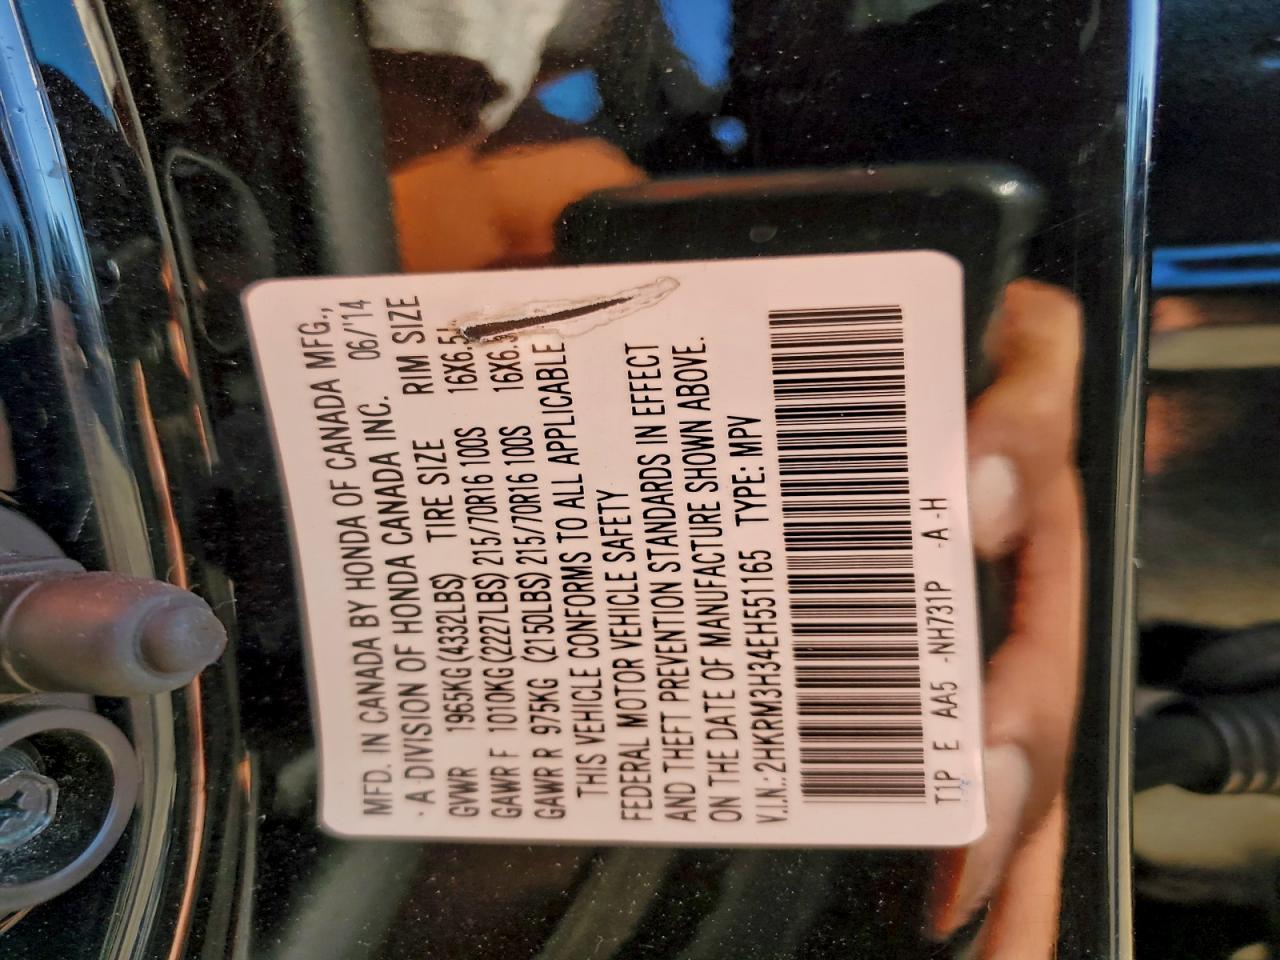 MFD. IN CANADA BY HONDA OF CANADA MFG.,
A DIVISION OF HONDA CANADA INC. 06/'14
GVWR 1965KG (4332LBS) TIRE SIZE RIM SIZE
GAWR F 1010KG (2227LBS) 215/70R16 100S 16X6.5
GAWR R 975KG (2150LBS) 215/70R16 100S 16X6.
THIS VEHICLE CONFORMS TO ALL APPLICABLE
FEDERAL MOTOR VEHICLE SAFETY
AND THEFT PREVENTION STANDARDS IN EFFECT
ON THE DATE OF MANUFACTURE SHOWN ABOVE.
V.I.N.: 2HKRM3H34EH551165 TYPE: MPV
T1P E AA5 -NH731P -A -H